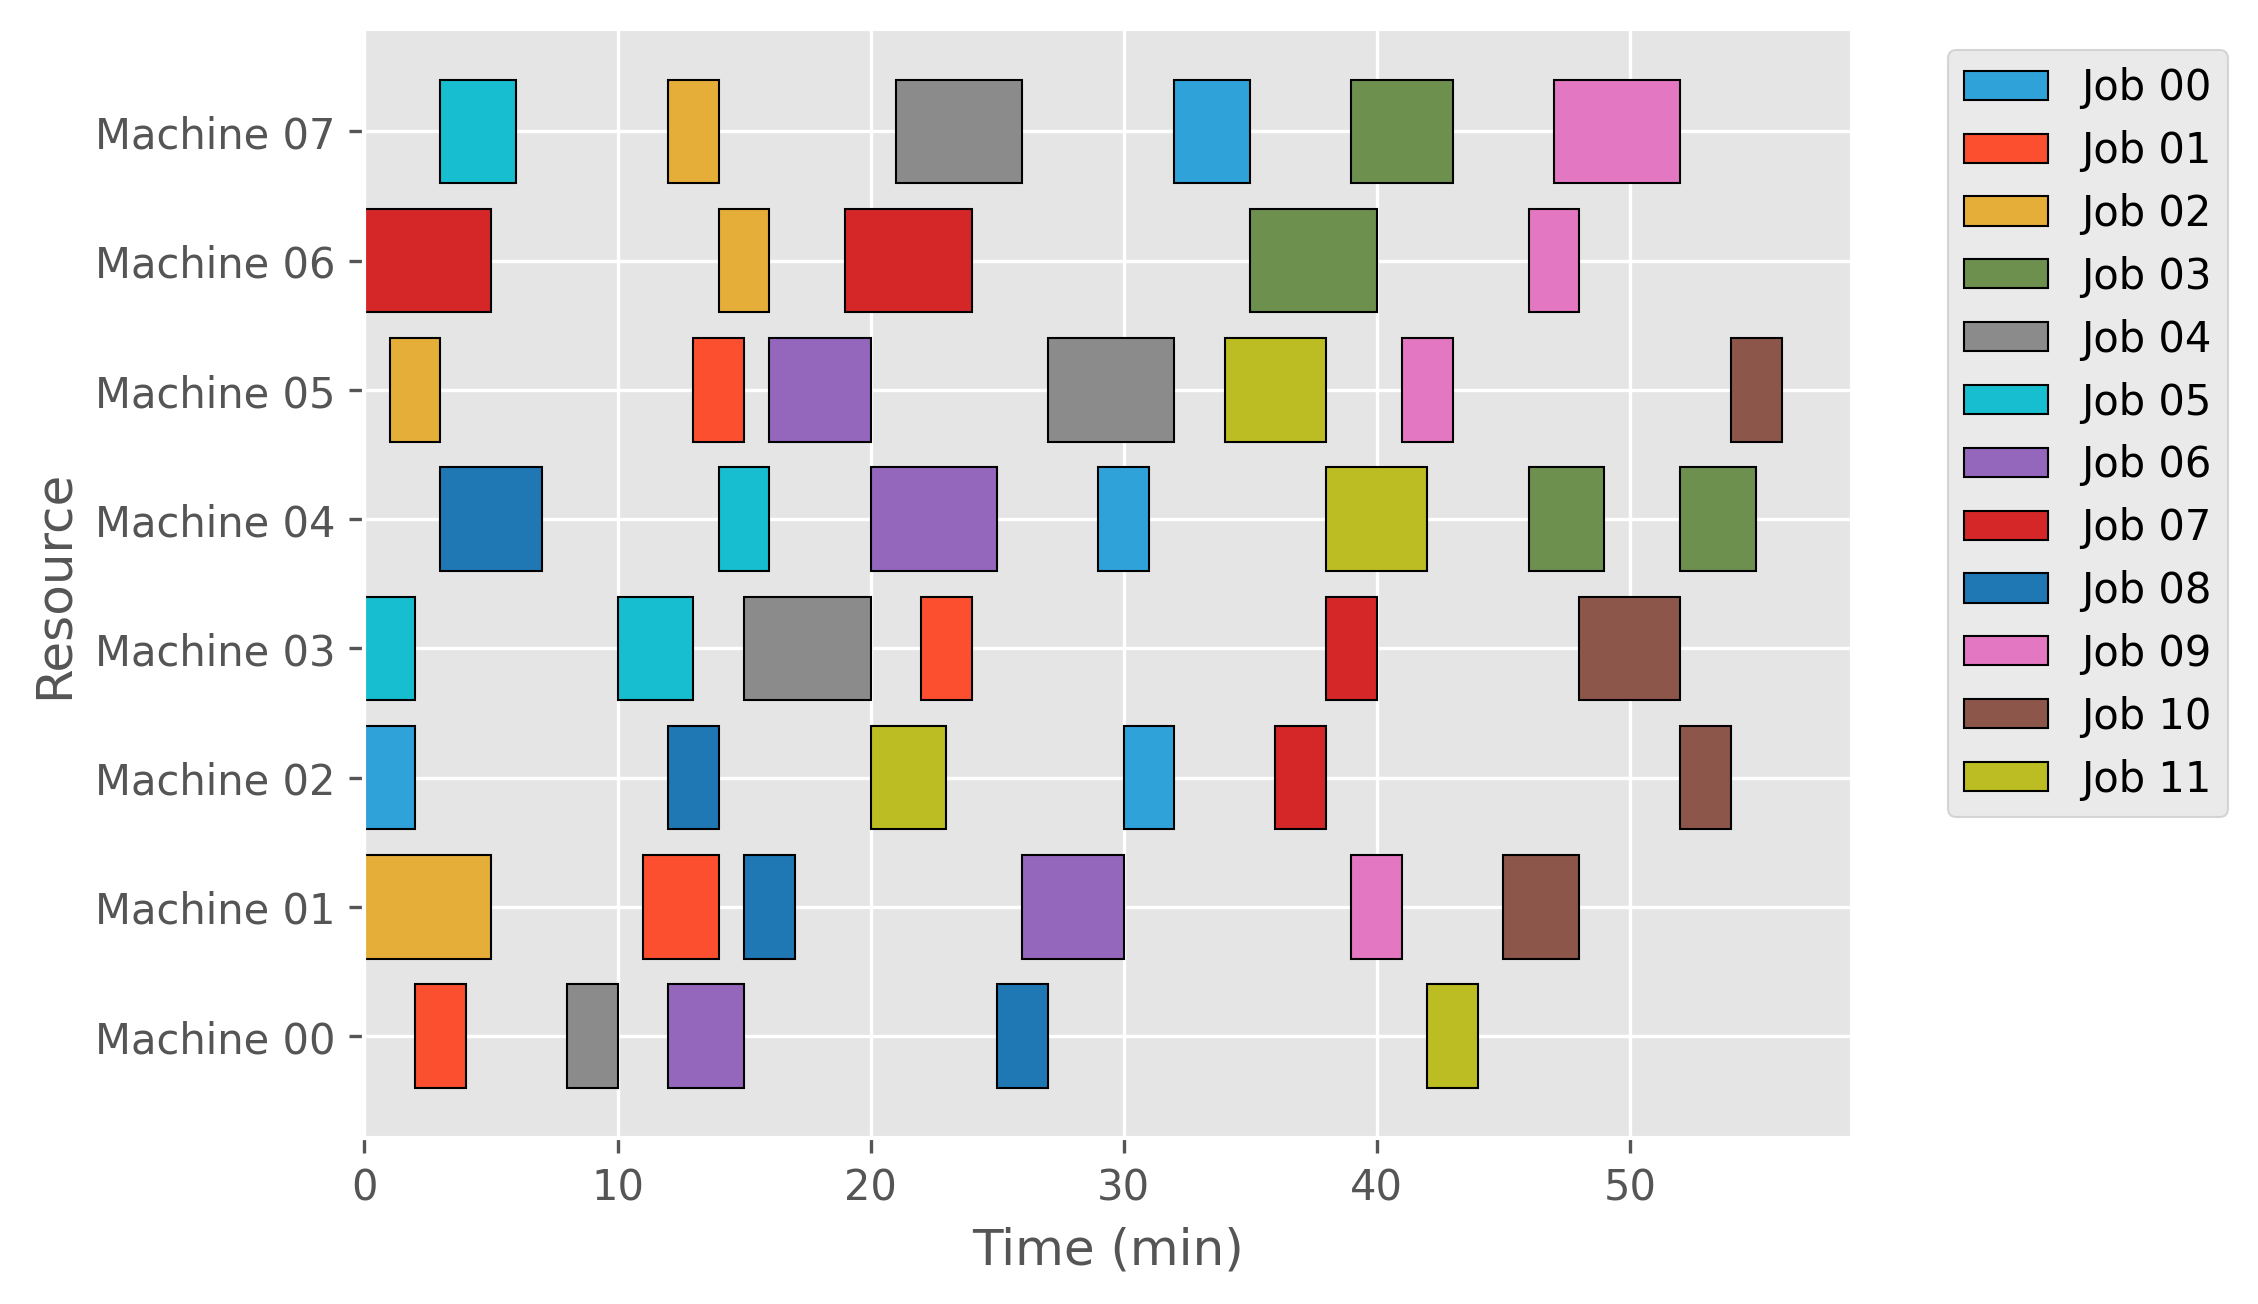 Machine 07
Machine 06
Machine 05
Machine 04
Machine 03
Machine 02
Machine 01
Machine 00
Resource
0 10 20 30 40 50
Time (min)
Job 00
Job 01
Job 02
Job 03
Job 04
Job 05
Job 06
Job 07
Job 08
Job 09
Job 10
Job 11